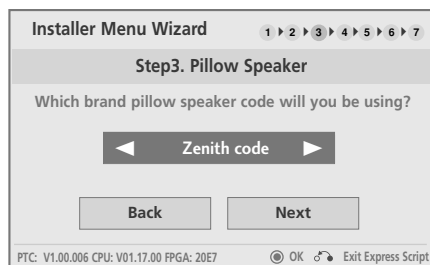 Installer Menu Wizard 1 2 3 4 5 6 7
Step3. Pillow Speaker
Which brand pillow speaker code will you be using?
Zenith code
Back Next
PTC: V1.00.006 CPU: V01.17.00 FPGA: 20E7 OK Exit Express Script